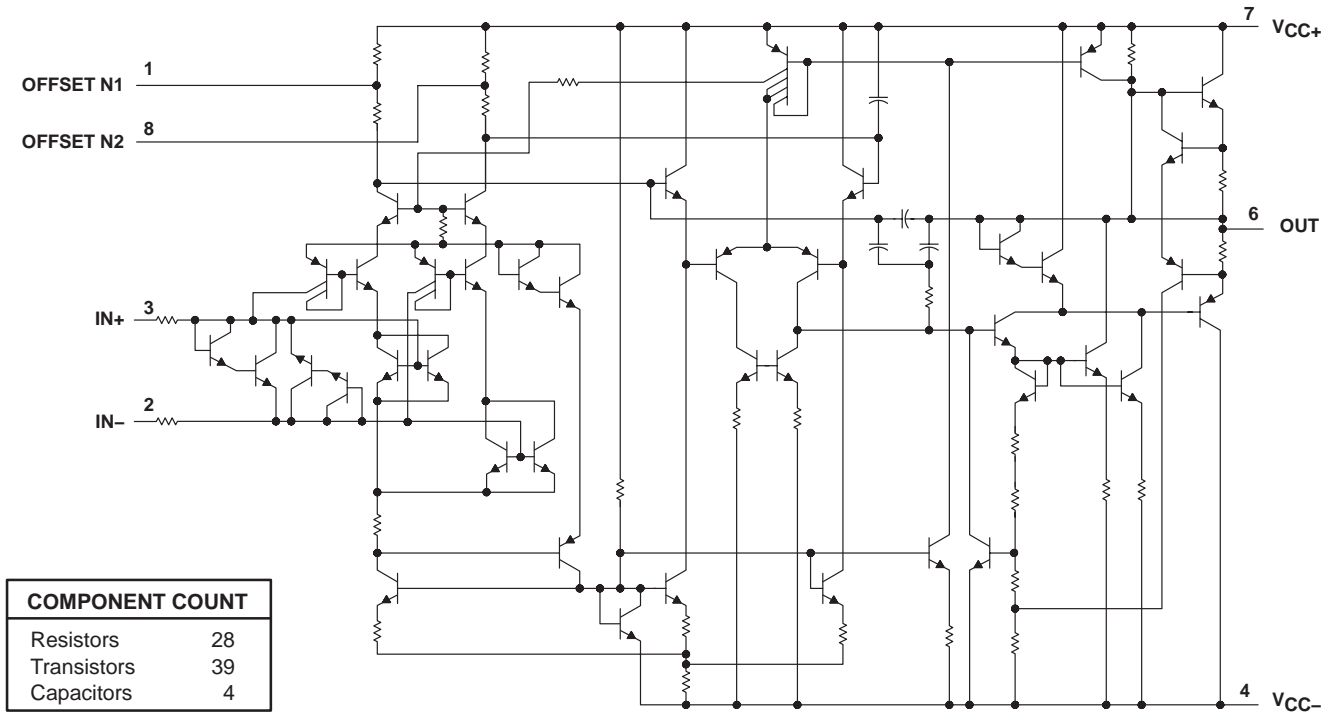 7
VCC+
1
OFFSET N1
8
OFFSET N2
6
OUT
3
IN+
2
IN–
COMPONENT COUNT
Resistors 28
Transistors 39
Capacitors 4
4
VCC–